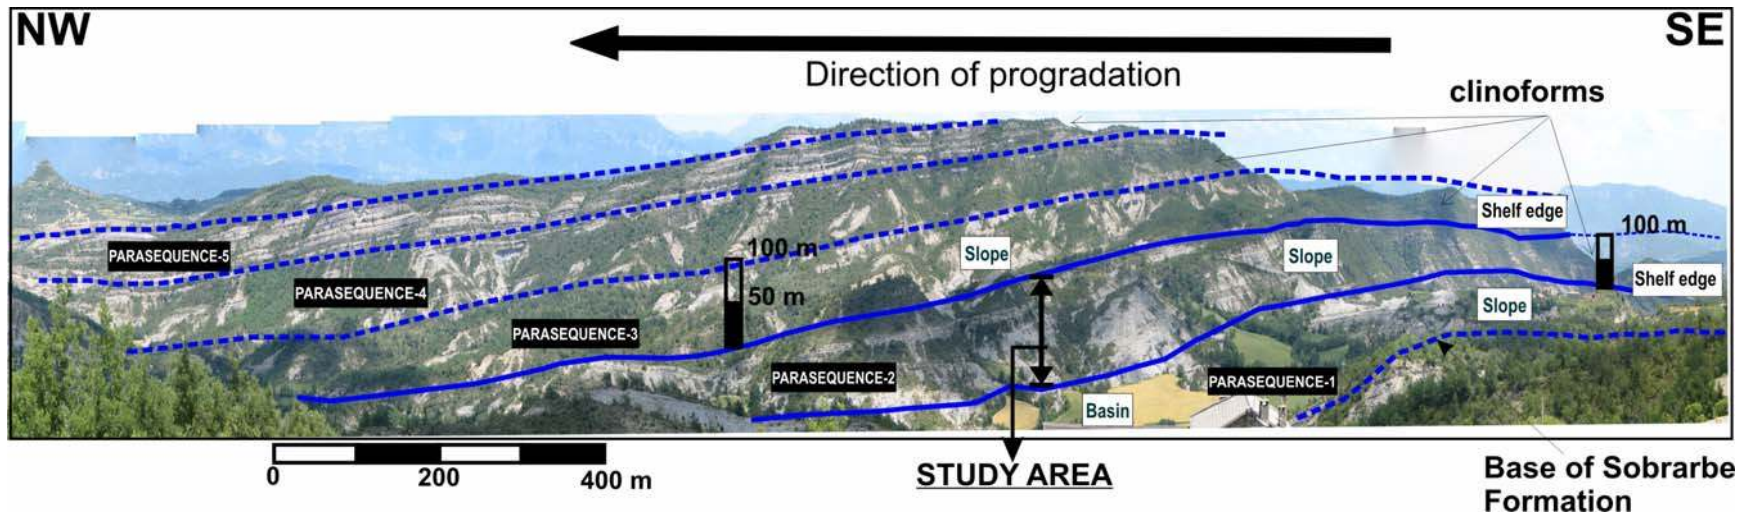 NW
SE
Direction of progradation
clinoforms
Shelf edge
100 m
Slope
Slope
PARASEQUENCE-5
100 m
Shelf edge
PARASEQUENCE-4
50 m
Slope
PARASEQUENCE-3
PARASEQUENCE-2
PARASEQUENCE-1
Basin
0
200
400 m
STUDY AREA
Base of Sobrarbe
Formation